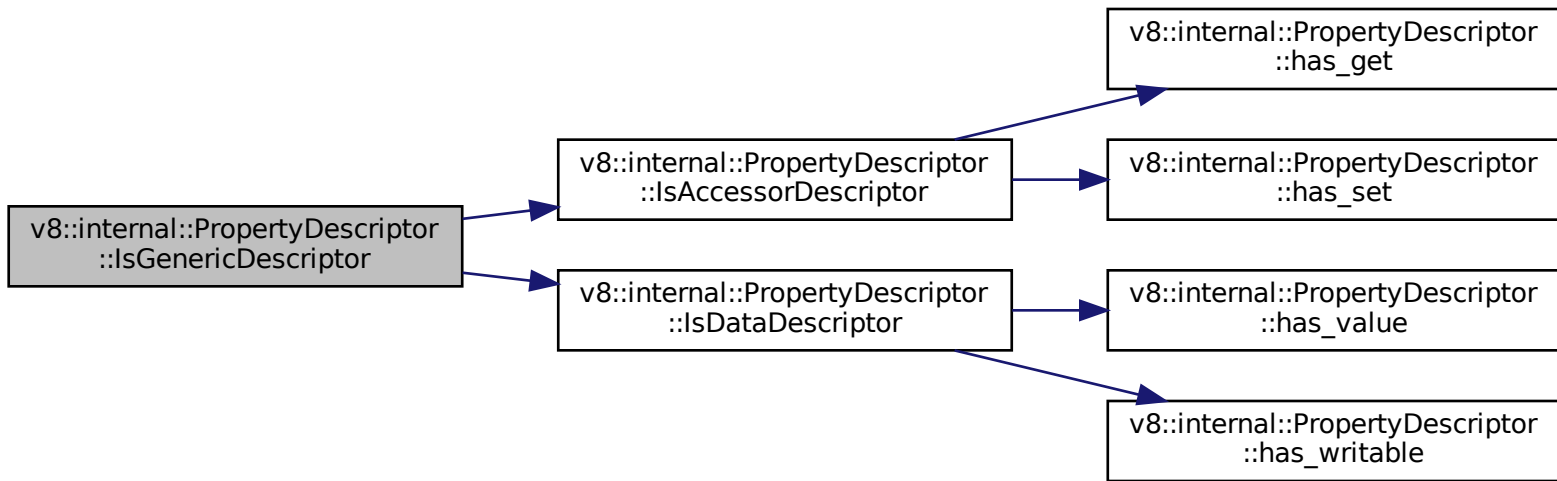 v8::internal::PropertyDescriptor
::IsGenericDescriptor
v8::internal::PropertyDescriptor
::IsAccessorDescriptor
v8::internal::PropertyDescriptor
::IsDataDescriptor
v8::internal::PropertyDescriptor
::has_get
v8::internal::PropertyDescriptor
::has_set
v8::internal::PropertyDescriptor
::has_value
v8::internal::PropertyDescriptor
::has_writable